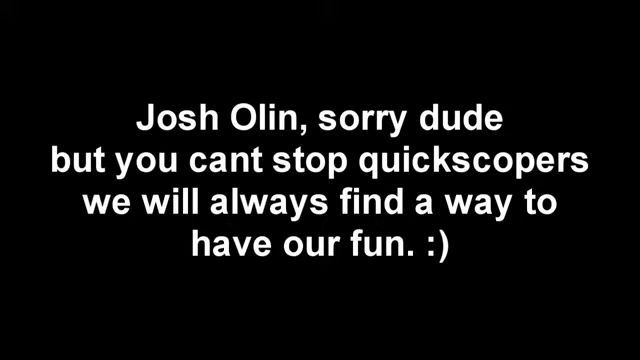 Josh Olin, sorry dude
but you cant stop quickscopers
we will always find a way to
have our fun. :)